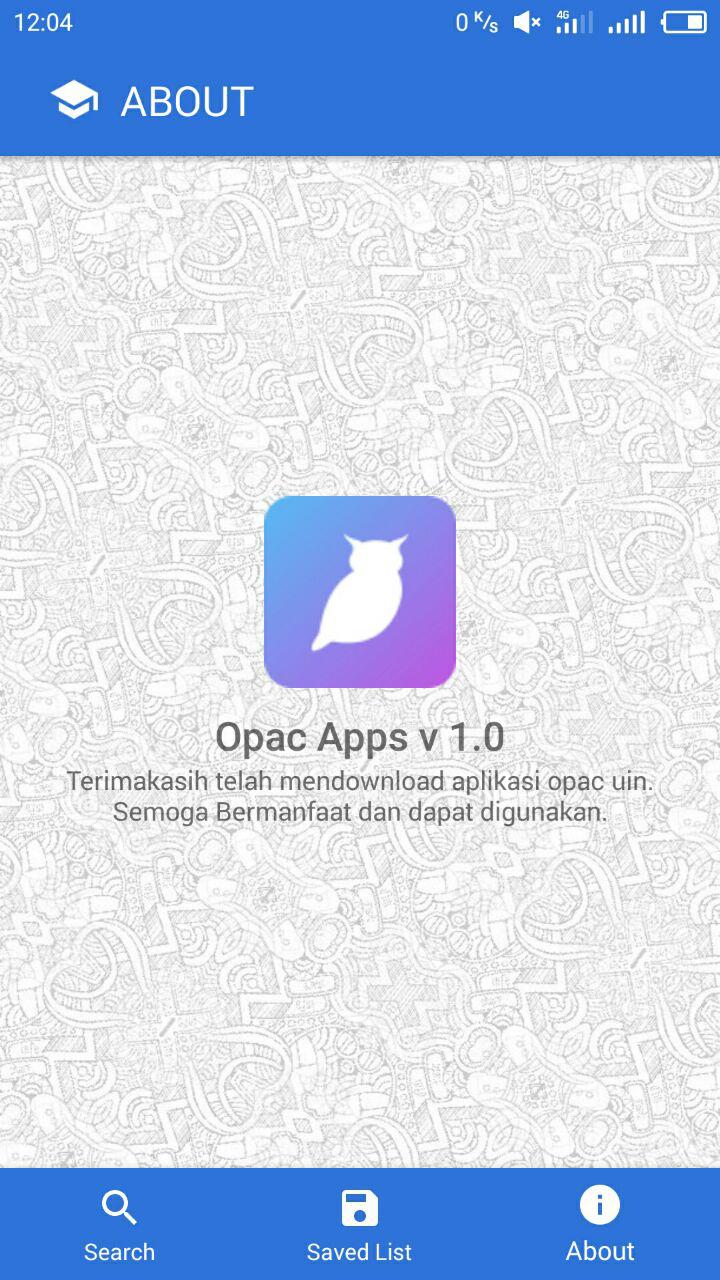 12:04
0 K/s
4G
ABOUT
Opac Apps v 1.0
Terimakasih telah mendownload aplikasi opac uin.
Semoga Bermanfaat dan dapat digunakan.
Search
Saved List
About